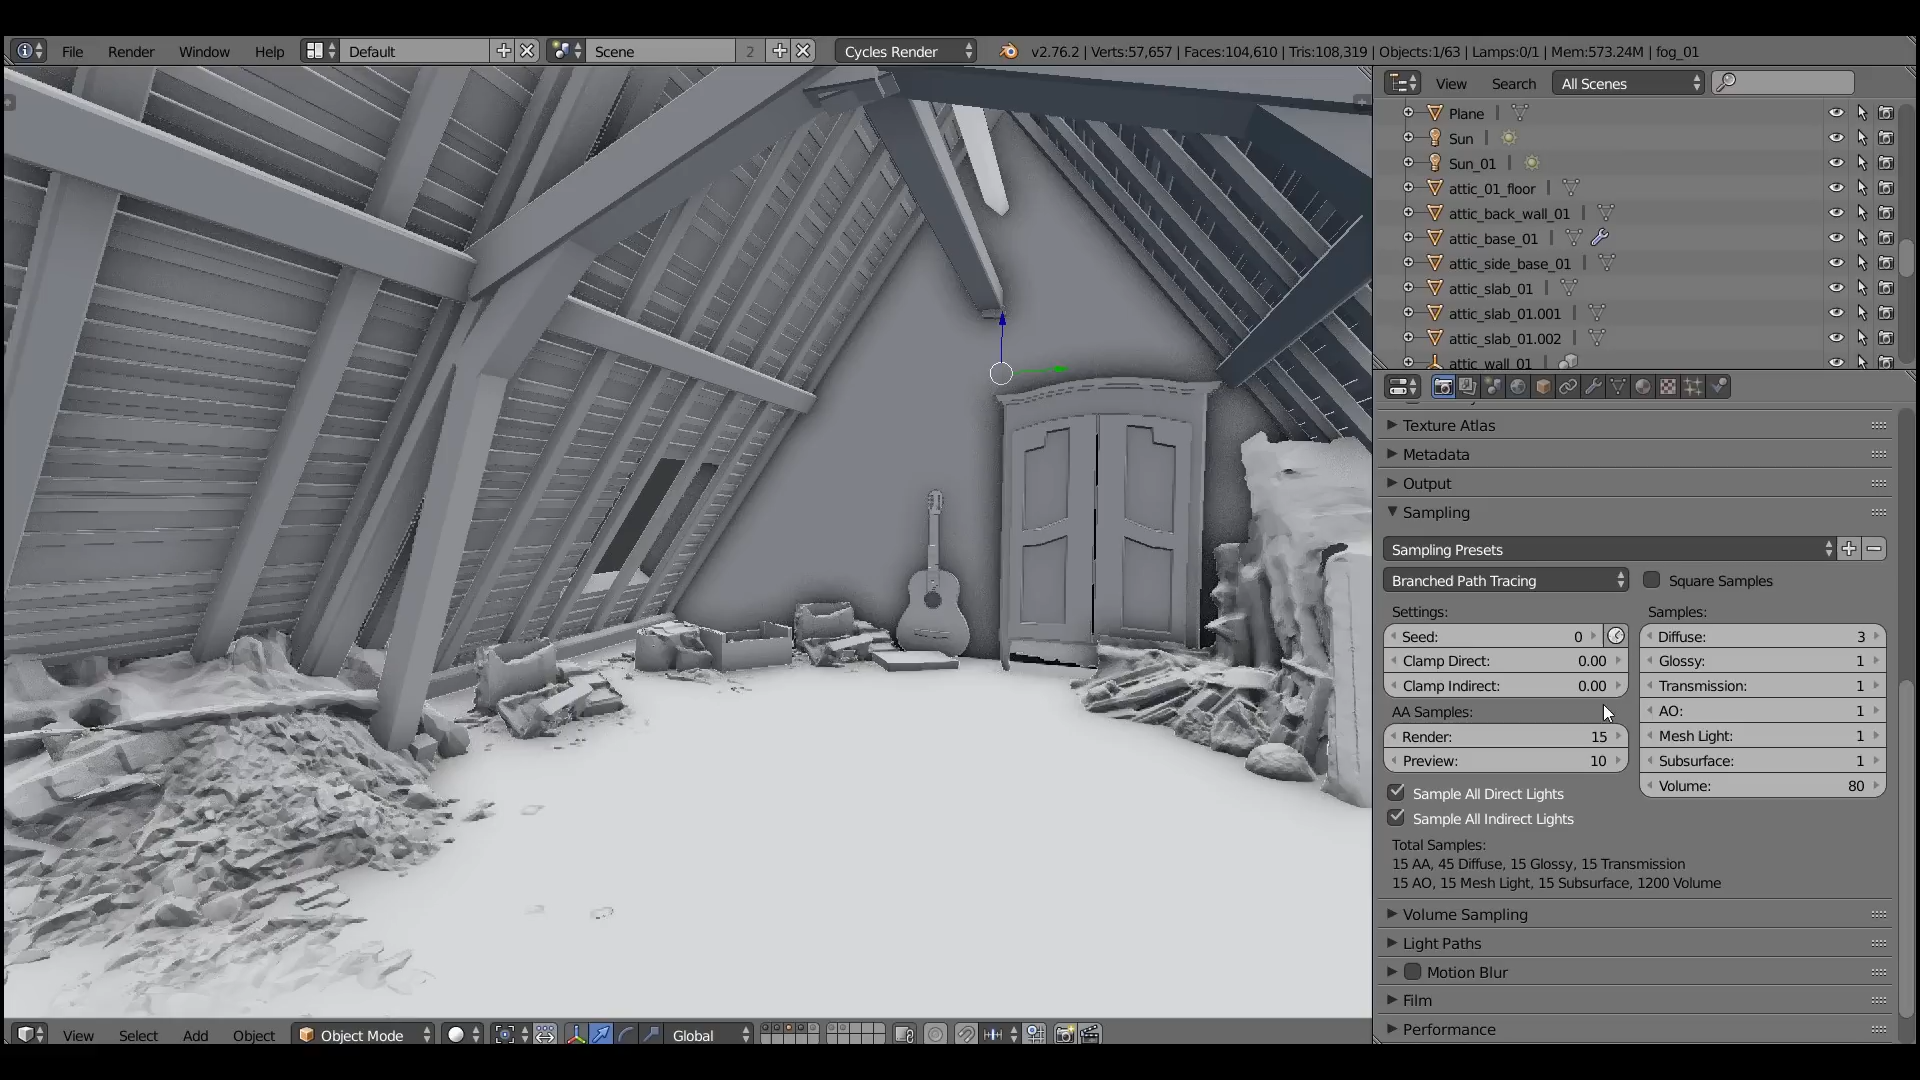 File Render Window Help Default Scene 2 Cycles Render v2.76.2 | Verts:57,657 | Faces:104,610 | Tris:108,319 | Objects:1/63 | Lamps:0/1 | Mem:573.24M | fog_01
View Search All Scenes
Plane
Sun
Sun_01
attic_01_floor
attic_back_wall_01
attic_base_01
attic_side_base_01
attic_slab_01
attic_slab_01.001
attic_slab_01.002
attic_wall_01
Texture Atlas
Metadata
Output
Sampling
Sampling Presets
Branched Path Tracing Square Samples
Settings: Samples:
Seed: 0 Diffuse: 3
Clamp Direct: 0.00 Glossy: 1
Clamp Indirect: 0.00 Transmission: 1
AA Samples: AO: 1
Render: 15 Mesh Light: 1
Preview: 10 Subsurface: 1
Volume: 80
Sample All Direct Lights
Sample All Indirect Lights
Total Samples:
15 AA, 45 Diffuse, 15 Glossy, 15 Transmission
15 AO, 15 Mesh Light, 15 Subsurface, 1200 Volume
Volume Sampling
Light Paths
Motion Blur
Film
Performance
View Select Add Object Object Mode Global